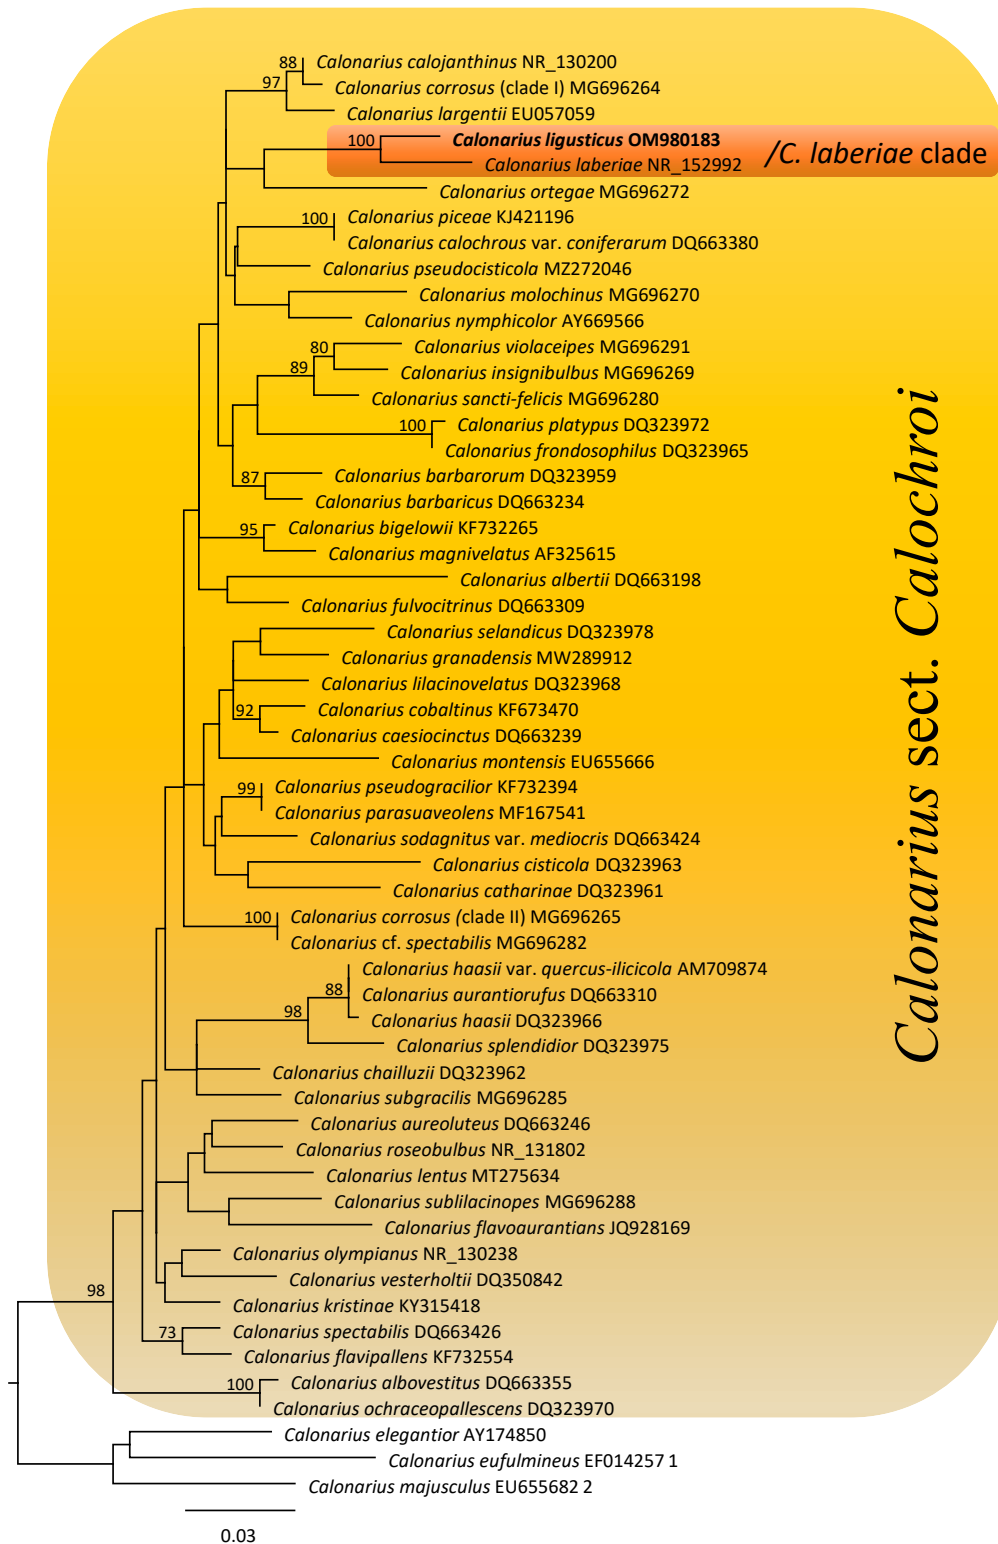 88
Calonarius calojanthinus NR_130200
97
Calonarius corrosus (clade I) MG696264
Calonarius largentii EU057059
100
Calonarius ligusticus OM980183
/C. laberiae clade
Calonarius laberiae NR_152992
Calonarius ortegae MG696272
100
Calonarius piceae KJ421196
Calonarius calochrous var. coniferarum DQ663380
Calonarius pseudocisticola MZ272046
Calonarius molochinus MG696270
Calonarius nymphicolor AY669566
80
Calonarius violaceipes MG696291
89
Calonarius insignibulbus MG696269
Calonarius sancti-felicis MG696280
100
Calonarius platypus DQ323972
Calonarius frondosophilus DQ323965
87
Calonarius barbarorum DQ323959
Calonarius barbaricus DQ663234
95
Calonarius bigelowii KF732265
Calonarius magnivelatus AF325615
Calonarius albertii DQ663198
Calonarius fulvocitrinus DQ663309
Calonarius selandicus DQ323978
Calonarius granadensis MW289912
Calonarius lilacinovelatus DQ323968
92
Calonarius cobaltinus KF673470
Calonarius caesiocinctus DQ663239
Calonarius montensis EU655666
99
Calonarius pseudogracilior KF732394
Calonarius parasuaveolens MF167541
Calonarius sodagnitus var. mediocris DQ663424
Calonarius cisticola DQ323963
Calonarius catharinae DQ323961
100
Calonarius corrosus (clade II) MG696265
Calonarius cf. spectabilis MG696282
Calonarius haasii var. quercus-ilicicola AM709874
88
Calonarius aurantiorufus DQ663310
98
Calonarius haasii DQ323966
Calonarius splendidior DQ323975
Calonarius chailluzii DQ323962
Calonarius subgracilis MG696285
Calonarius aureoluteus DQ663246
Calonarius roseobulbus NR_131802
Calonarius lentus MT275634
Calonarius sublilacinopes MG696288
Calonarius flavoaurantians JQ928169
Calonarius olympianus NR_130238
Calonarius vesterholtii DQ350842
98
Calonarius kristinae KY315418
73
Calonarius spectabilis DQ663426
Calonarius flavipallens KF732554
100
Calonarius albovestitus DQ663355
Calonarius ochraceopallescens DQ323970
Calonarius elegantior AY174850
Calonarius eufulmineus EF014257 1
Calonarius majusculus EU655682 2
0.03
Calonarius sect. Calochroi